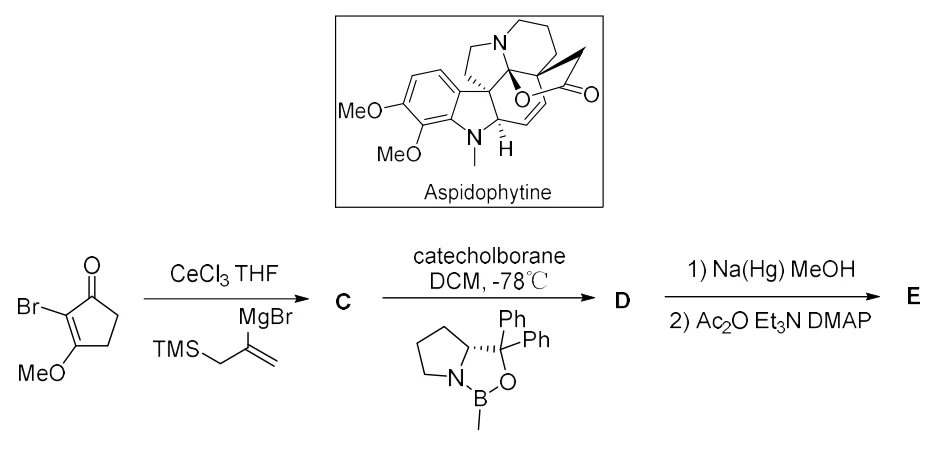 N
O
O
MeO
MeO
N
H
Aspidophytine
O
Br
MeO
CeCl3 THF
MgBr
TMS
C
catecholborane
DCM, -78℃
Ph
Ph
N
O
B
D
1) Na(Hg) MeOH
2) Ac2O Et3N DMAP
E